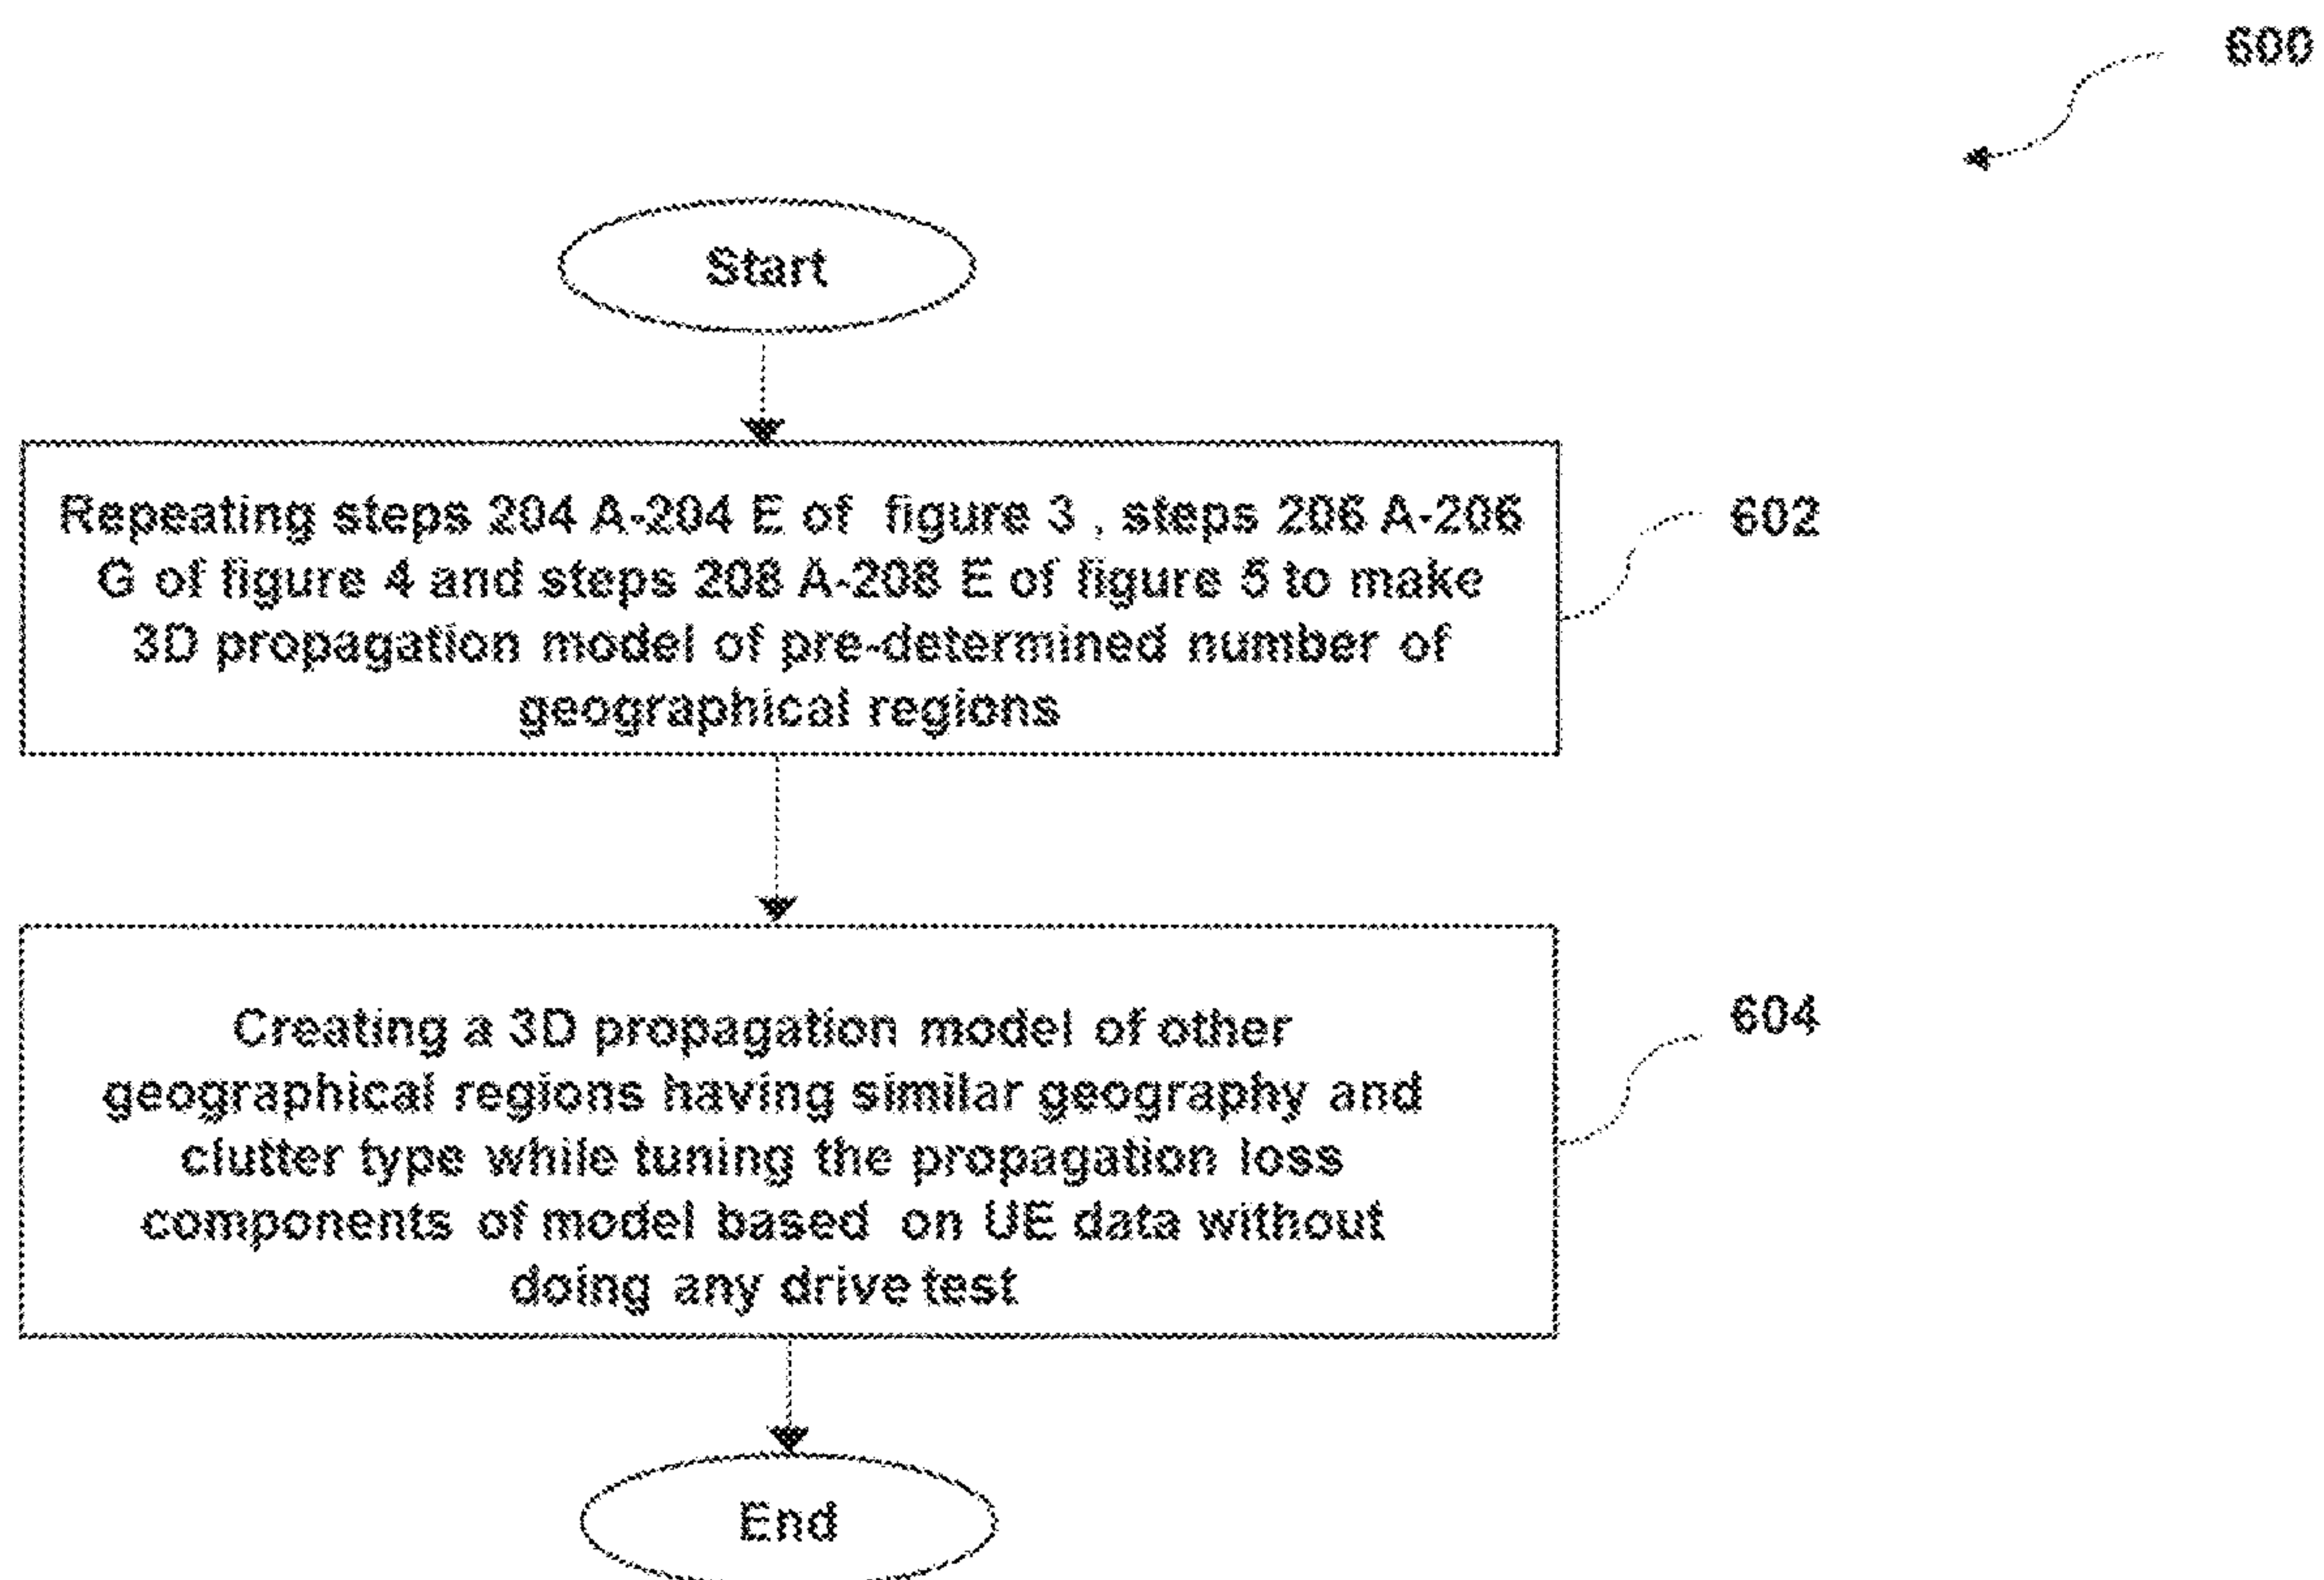 600
Start
Repeating steps 204 A-204 E of figure 3 , steps 206 A-206
G of figure 4 and steps 208 A-208 E of figure 5 to make
3D propagation model of pre-determined number of
geographical regions
602
Creating a 3D propagation model of other
geographical regions having similar geography and
clutter type while tuning the propagation loss
components of model based on UE data without
doing any drive test
604
End